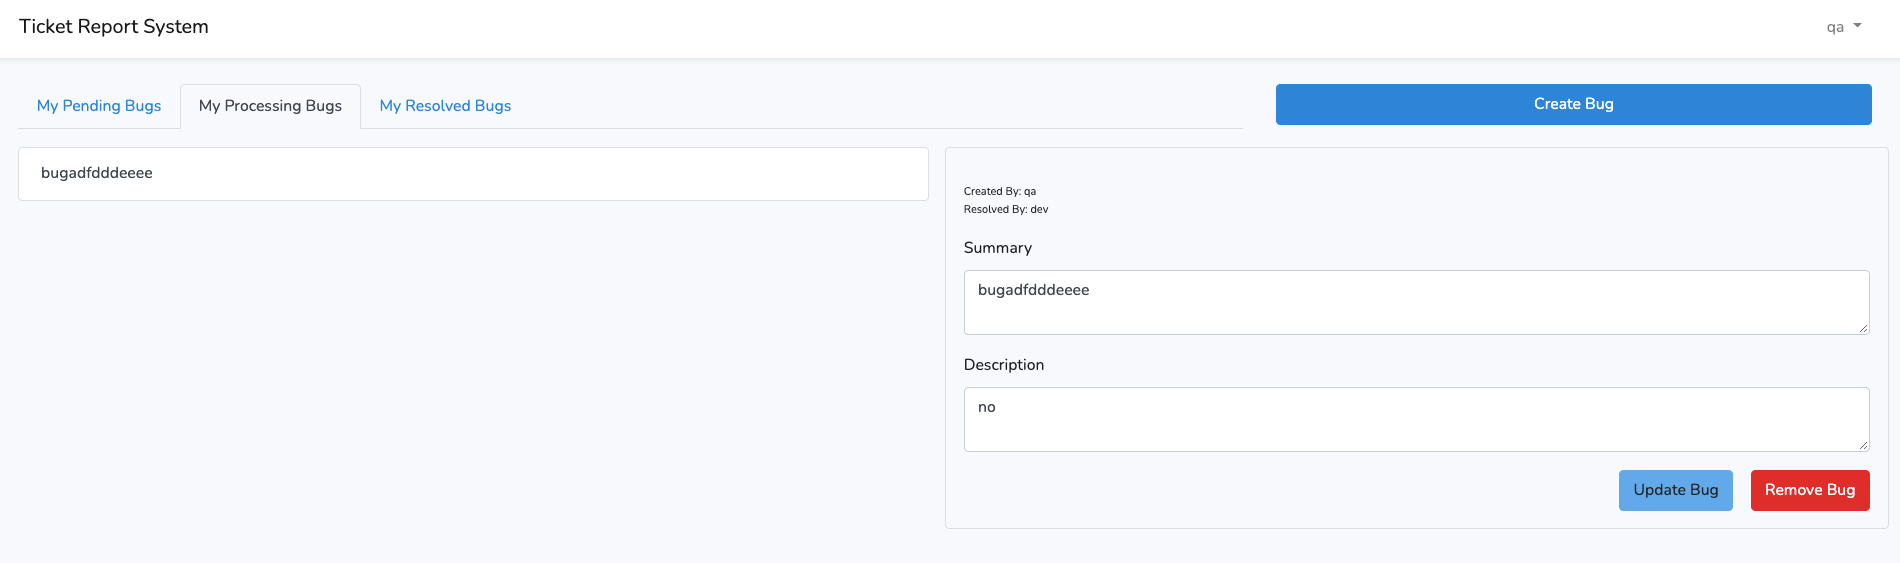 Ticket Report System
qa
My Pending Bugs
My Processing Bugs
My Resolved Bugs
Create Bug
bugadfdddeeee
Created By: qa
Resolved By: dev
Summary
bugadfdddeeee
Description
no
Update Bug
Remove Bug